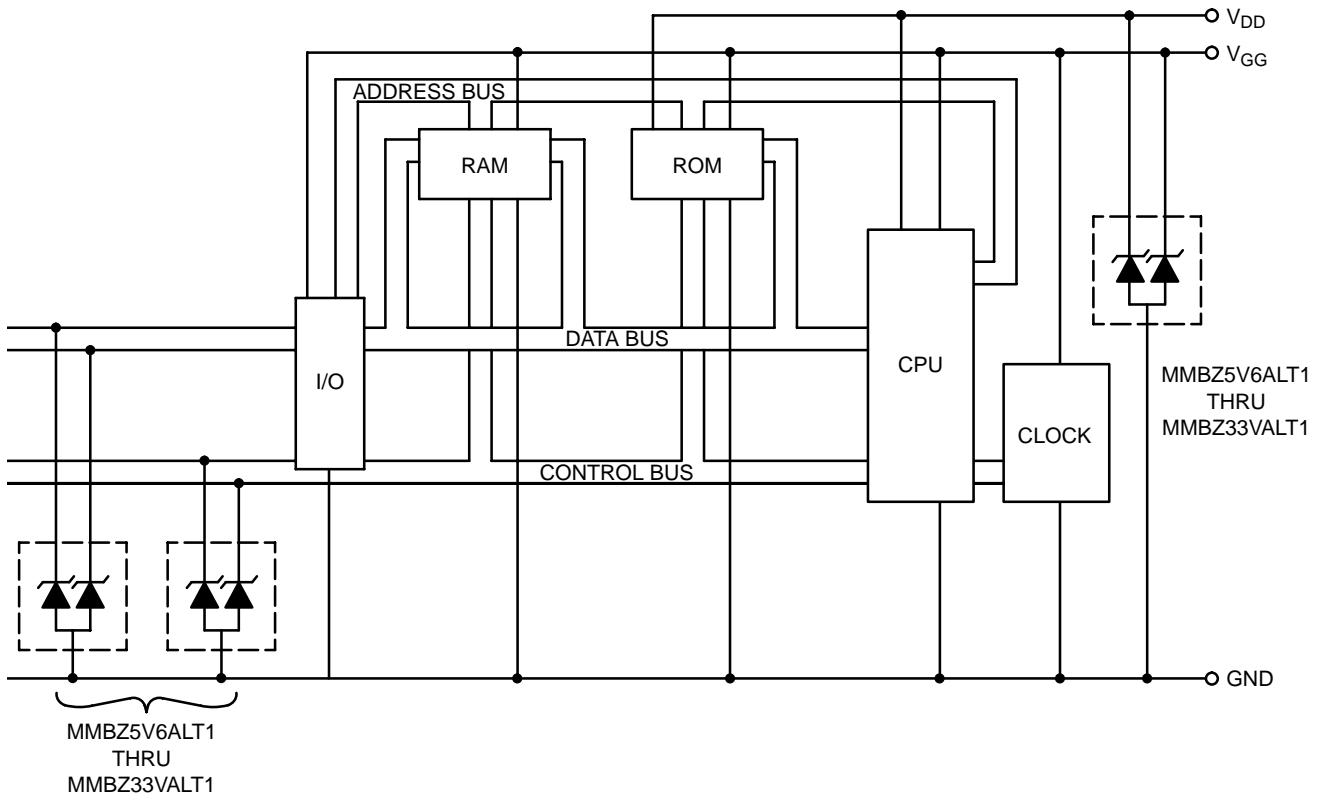 V_DD
V_GG
ADDRESS BUS
RAM
ROM
DATA BUS
I/O
CPU
MMBZ5V6ALT1
THRU
MMBZ33VALT1
CLOCK
CONTROL BUS
GND
MMBZ5V6ALT1
THRU
MMBZ33VALT1